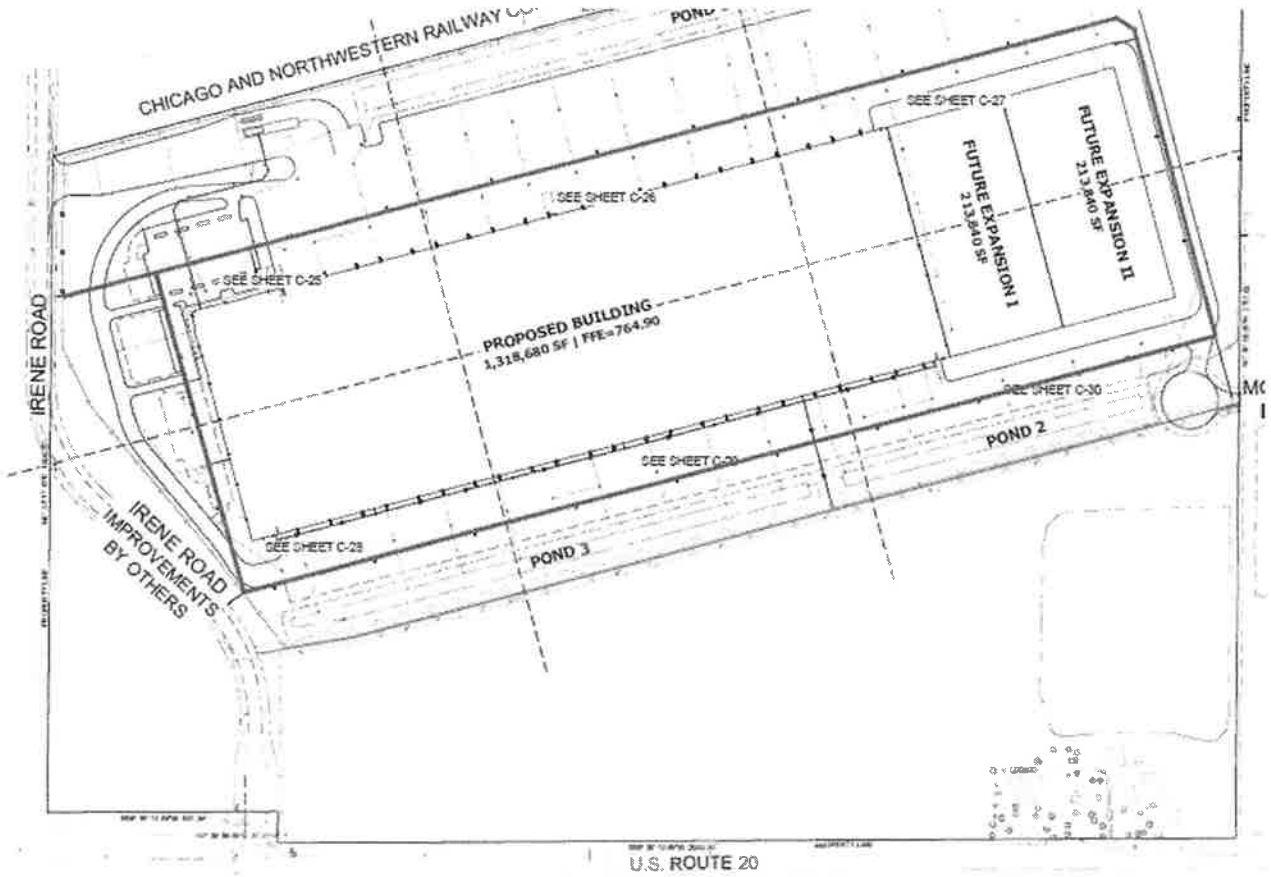 CHICAGO AND NORTHWESTERN RAILWAY
POND
SEE SHEET C-27
FUTURE EXPANSION II
213,840 SF
FUTURE EXPANSION I
213,840 SF
SEE SHEET C-26
SEE SHEET C-25
IRENE ROAD
PROPOSED BUILDING
1,318,680 SF | FFE=764.90
SEE SHEET C-30
POND 2
SEE SHEET
POND 3
SEE SHEET C-28
IRENE ROAD
IMPROVEMENTS
BY OTHERS
PROPERTY LINE
U.S. ROUTE 20